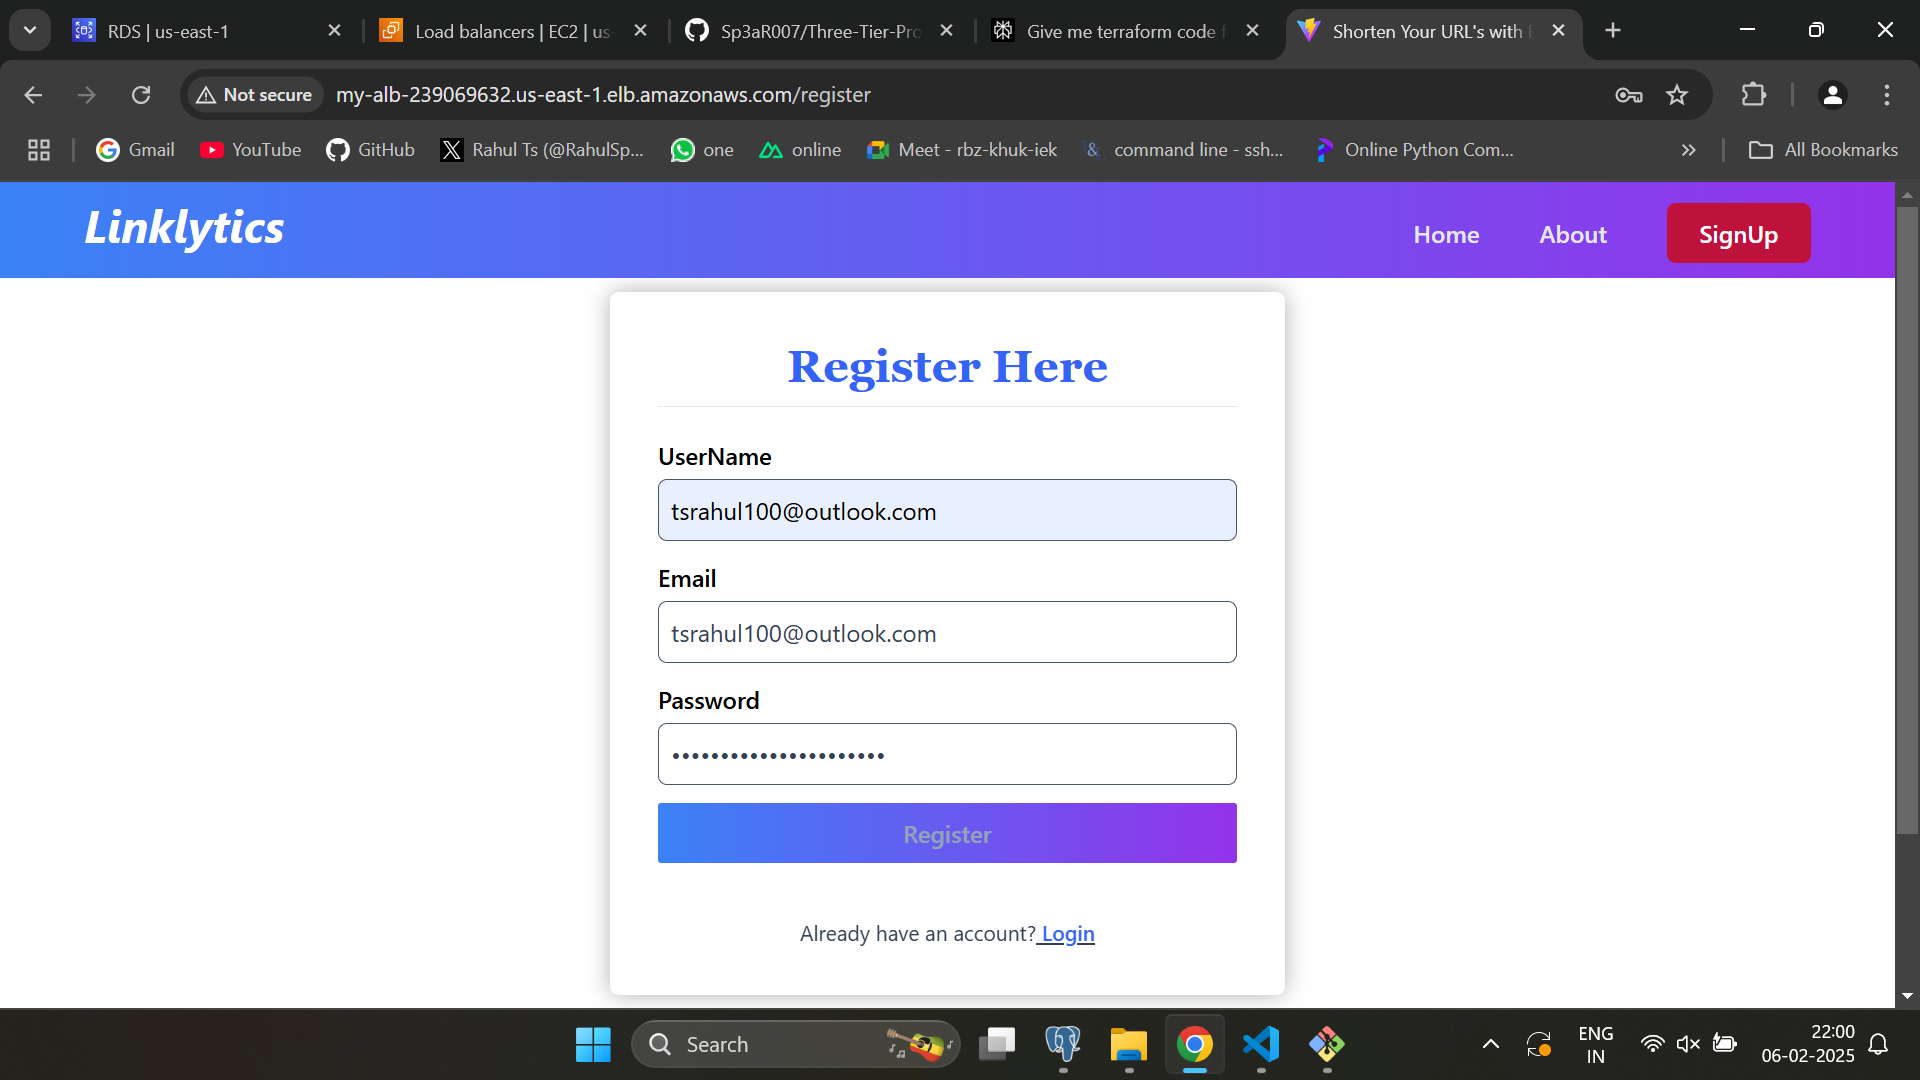 RDS | us-east-1
Load balancers | EC2 | us-
Sp3aR007/Three-Tier-Pro
Give me terraform code f
Shorten Your URL's with
Not secure
my-alb-239069632.us-east-1.elb.amazonaws.com/register
Gmail
YouTube
GitHub
Rahul Ts (@RahulSp...
one
online
Meet - rbz-khuk-iek
command line - ssh...
Online Python Com...
All Bookmarks
Linklytics
Home
About
SignUp
Register Here
UserName
tsrahul100@outlook.com
Email
tsrahul100@outlook.com
Password
Register
Already have an account? Login
Search
ENG
IN
22:00
06-02-2025